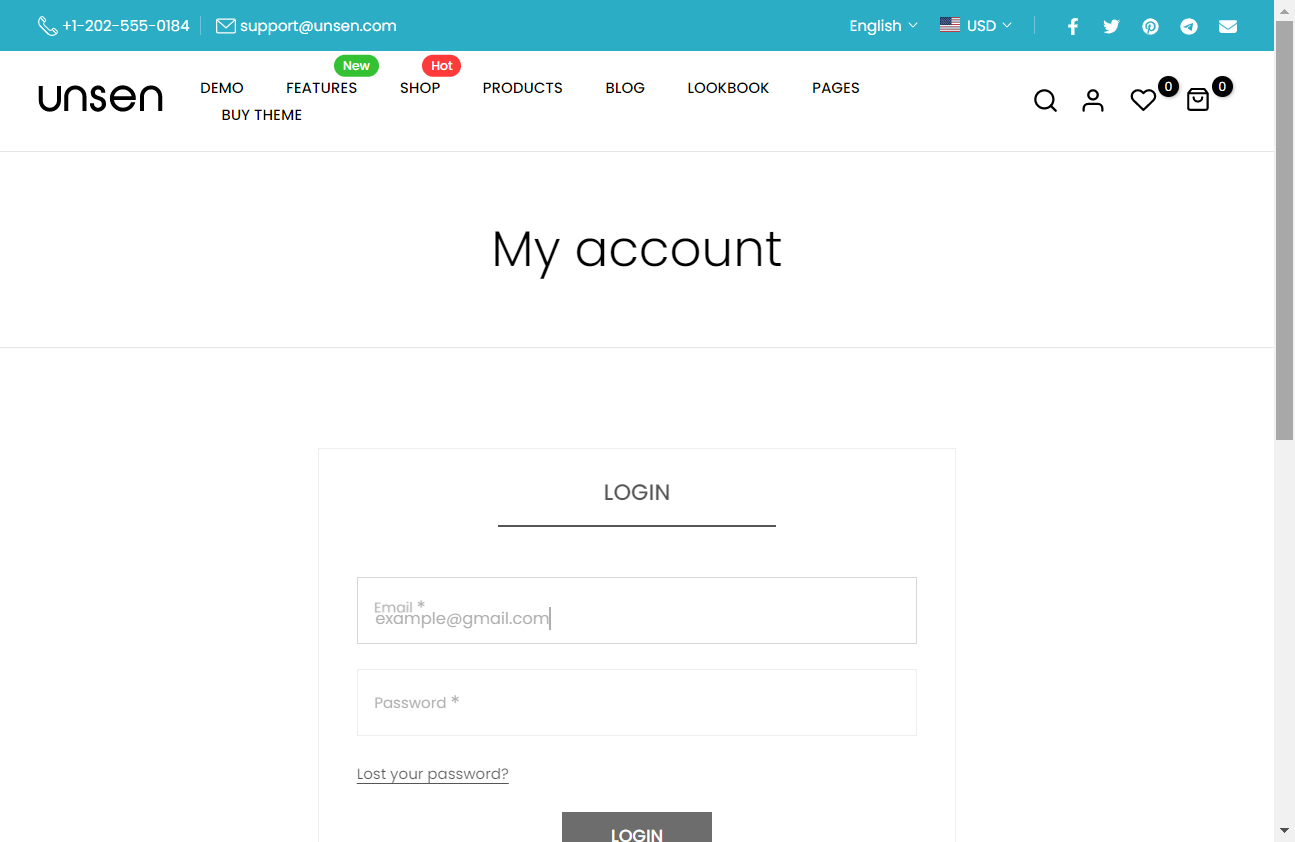 +1-202-555-0184
support@unsen.com
English
USD
unsen
New
Hot
DEMO
FEATURES
SHOP
PRODUCTS
BLOG
LOOKBOOK
PAGES
BUY THEME
0
0
My account
LOGIN
Email *
example@gmail.com
Password *
Lost your password?
LOGIN